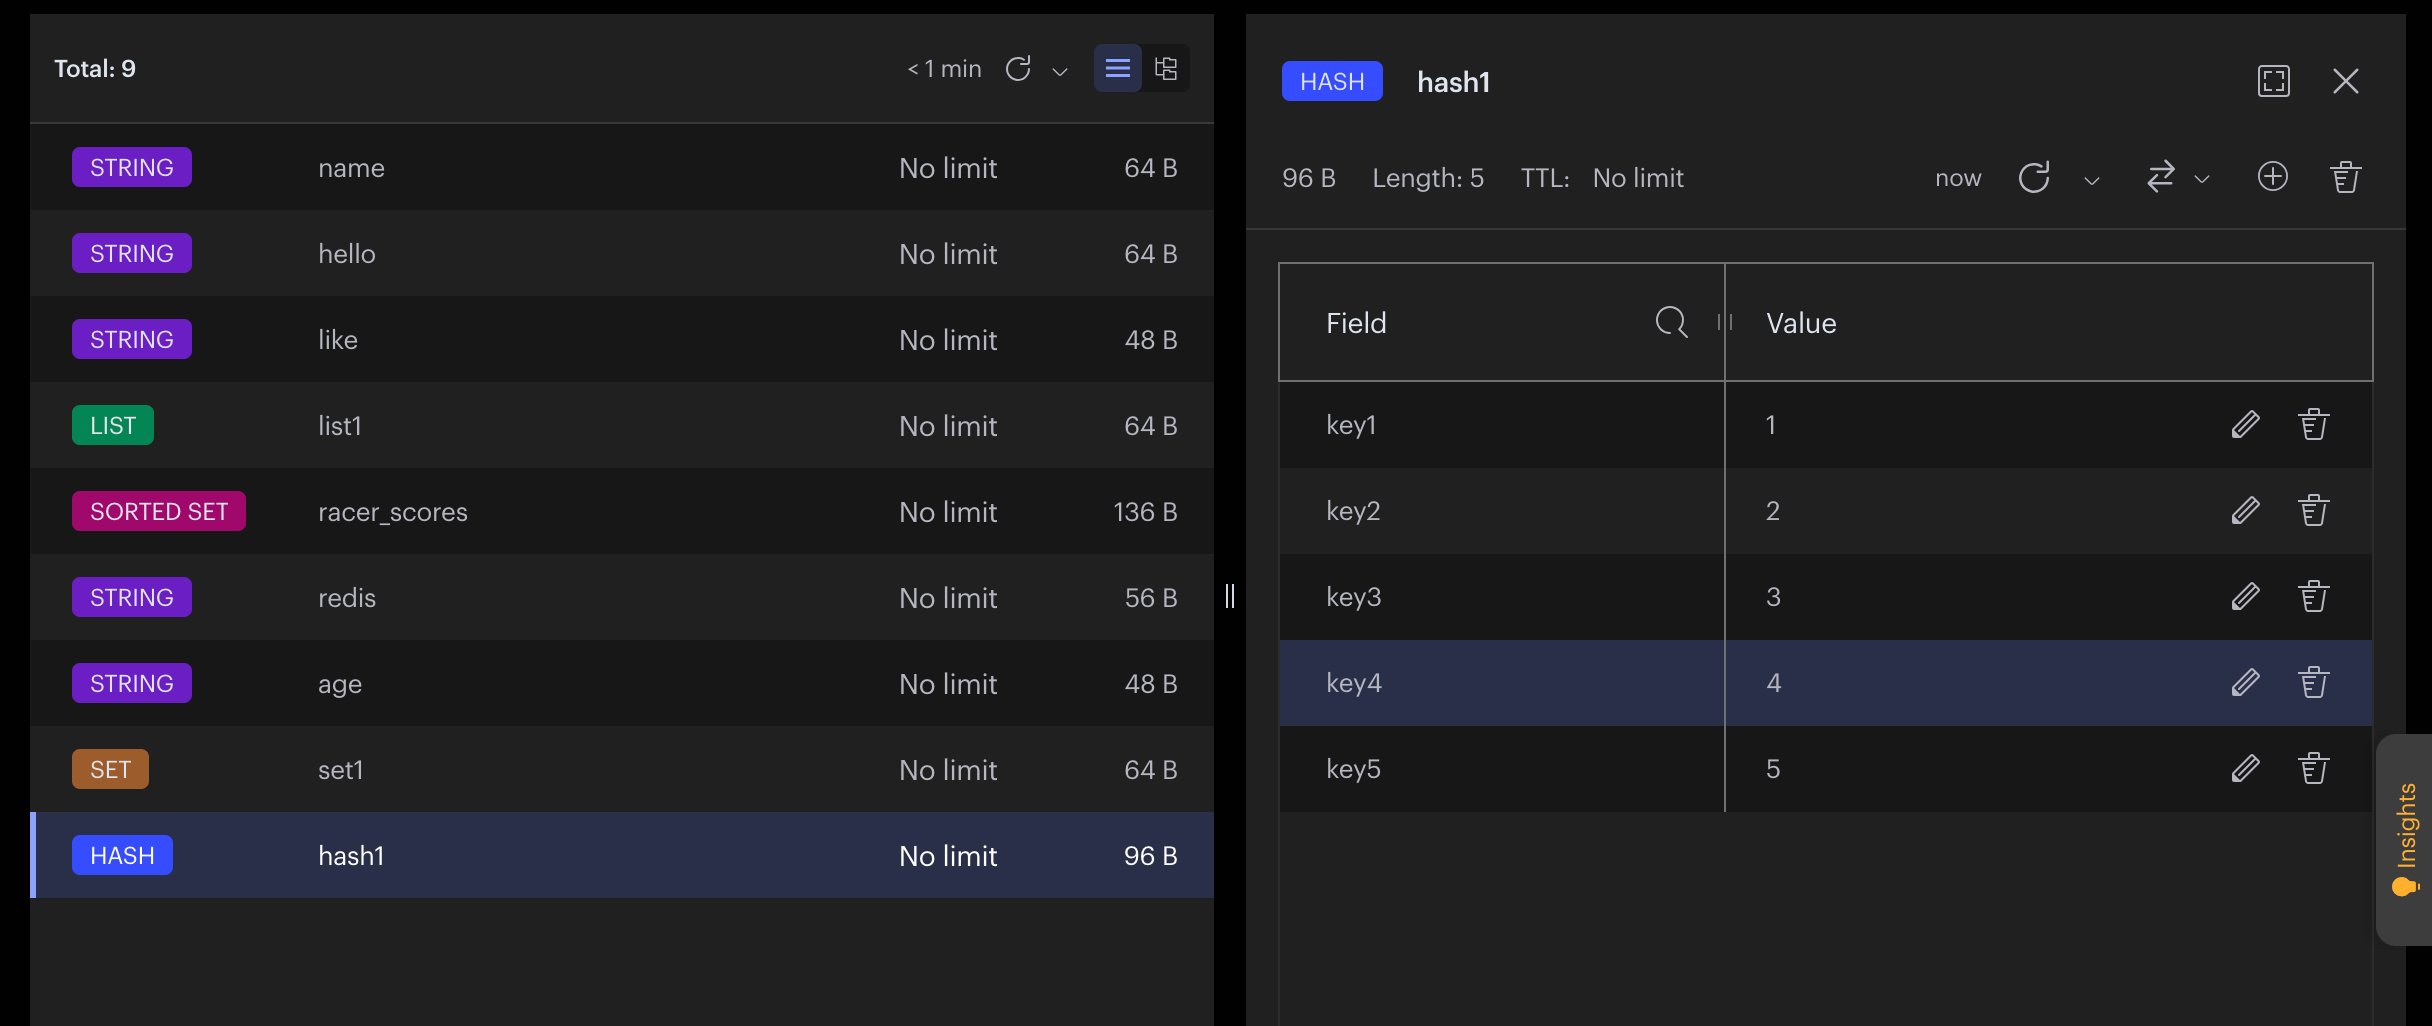 Total: 9 < 1 min
STRING name No limit 64 B
STRING hello No limit 64 B
STRING like No limit 48 B
LIST list1 No limit 64 B
SORTED SET racer_scores No limit 136 B
STRING redis No limit 56 B
STRING age No limit 48 B
SET set1 No limit 64 B
HASH hash1 No limit 96 B
HASH hash1
96 B Length: 5 TTL: No limit now
Field Value
key1 1
key2 2
key3 3
key4 4
key5 5
Insights